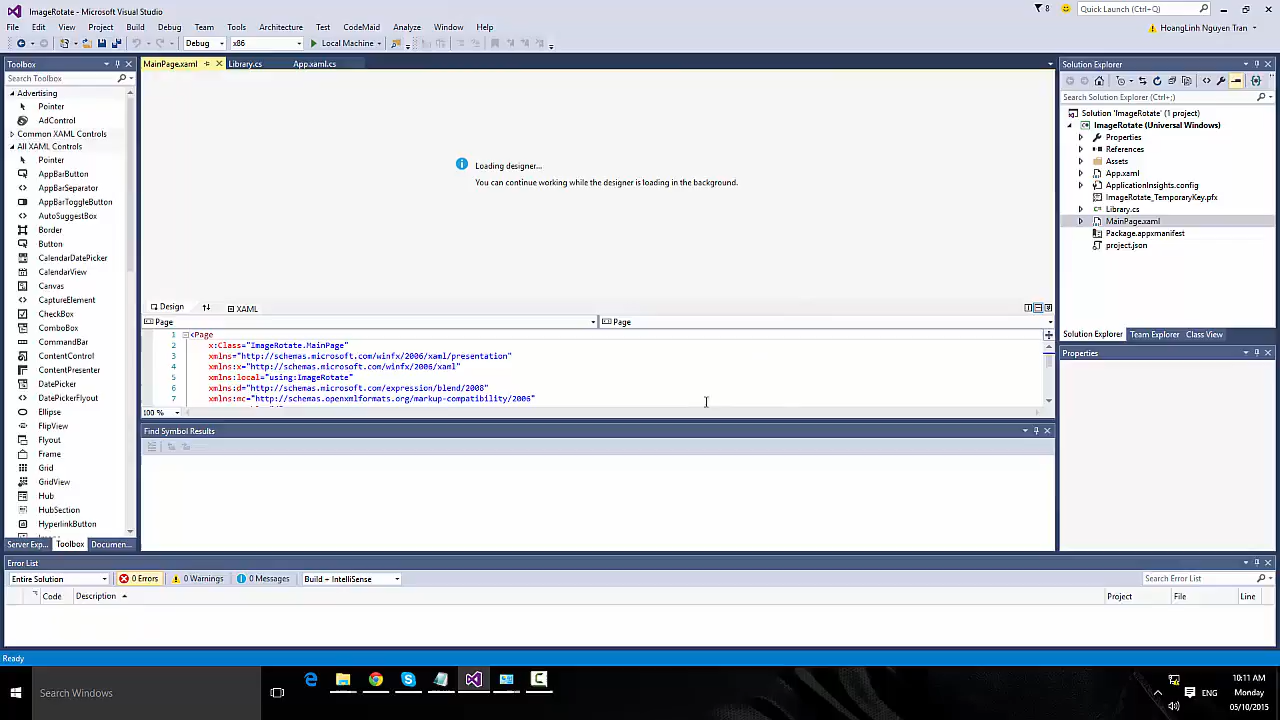 ImageRotate - Microsoft Visual Studio
8
Quick Launch (Ctrl+Q)
File Edit View Project Build Debug Team Tools Architecture Test CodeMaid Analyze Window Help
HoangLinh Nguyen Tran
Debug x86 Local Machine
Toolbox
Search Toolbox
Advertising
Pointer
AdControl
Common XAML Controls
All XAML Controls
Pointer
AppBarButton
AppBarSeparator
AppBarToggleButton
AutoSuggestBox
Border
Button
CalendarDatePicker
CalendarView
Canvas
CaptureElement
CheckBox
ComboBox
CommandBar
ContentControl
ContentPresenter
DatePicker
DatePickerFlyout
Ellipse
FlipView
Flyout
Frame
Grid
GridView
Hub
HubSection
HyperlinkButton
Server Exp... Toolbox Documen...
MainPage.xaml Library.cs App.xaml.cs
Loading designer...
You can continue working while the designer is loading in the background.
Design XAML
Page Page
1 <Page
2 x:Class="ImageRotate.MainPage"
3 xmlns="http://schemas.microsoft.com/winfx/2006/xaml/presentation"
4 xmlns:x="http://schemas.microsoft.com/winfx/2006/xaml"
5 xmlns:local="using:ImageRotate"
6 xmlns:d="http://schemas.microsoft.com/expression/blend/2008"
7 xmlns:mc="http://schemas.openxmlformats.org/markup-compatibility/2006"
100 %
Find Symbol Results
Solution Explorer
Search Solution Explorer (Ctrl+;)
Solution 'ImageRotate' (1 project)
ImageRotate (Universal Windows)
Properties
References
Assets
App.xaml
ApplicationInsights.config
ImageRotate_TemporaryKey.pfx
Library.cs
MainPage.xaml
Package.appxmanifest
project.json
Solution Explorer Team Explorer Class View
Properties
Error List
Entire Solution 0 Errors 0 Warnings 0 Messages Build + IntelliSense Search Error List
Code Description Project File Line
Ready
Search Windows
ENG
10:11 AM
Monday
05/10/2015